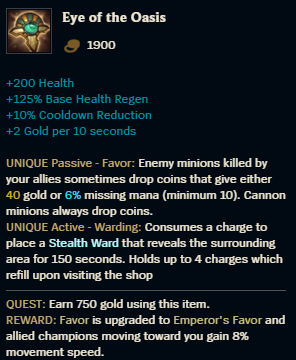 Eye of the Oasis
1900
+200 Health
+125% Base Health Regen
+10% Cooldown Reduction
+2 Gold per 10 seconds
UNIQUE Passive - Favor: Enemy minions killed by
your allies sometimes drop coins that give either
40 gold or 6% missing mana (minimum 10). Cannon
minions always drop coins.
UNIQUE Active - Warding: Consumes a charge to
place a Stealth Ward that reveals the surrounding
area for 150 seconds. Holds up to 4 charges which
refill upon visiting the shop
QUEST: Earn 750 gold using this item.
REWARD: Favor is upgraded to Emperor's Favor and
allied champions moving toward you gain 8%
movement speed.